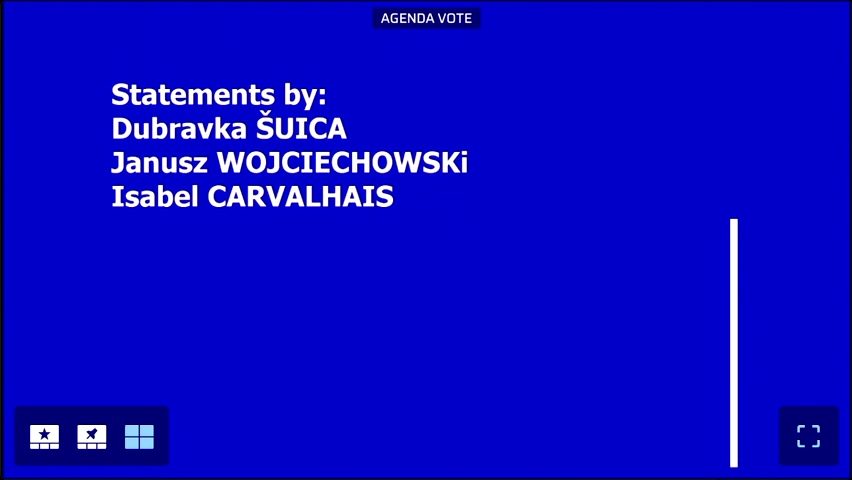 AGENDA VOTE
Statements by:
Dubravka ŠUICA
Janusz WOJCIECHOWSKi
Isabel CARVALHAIS